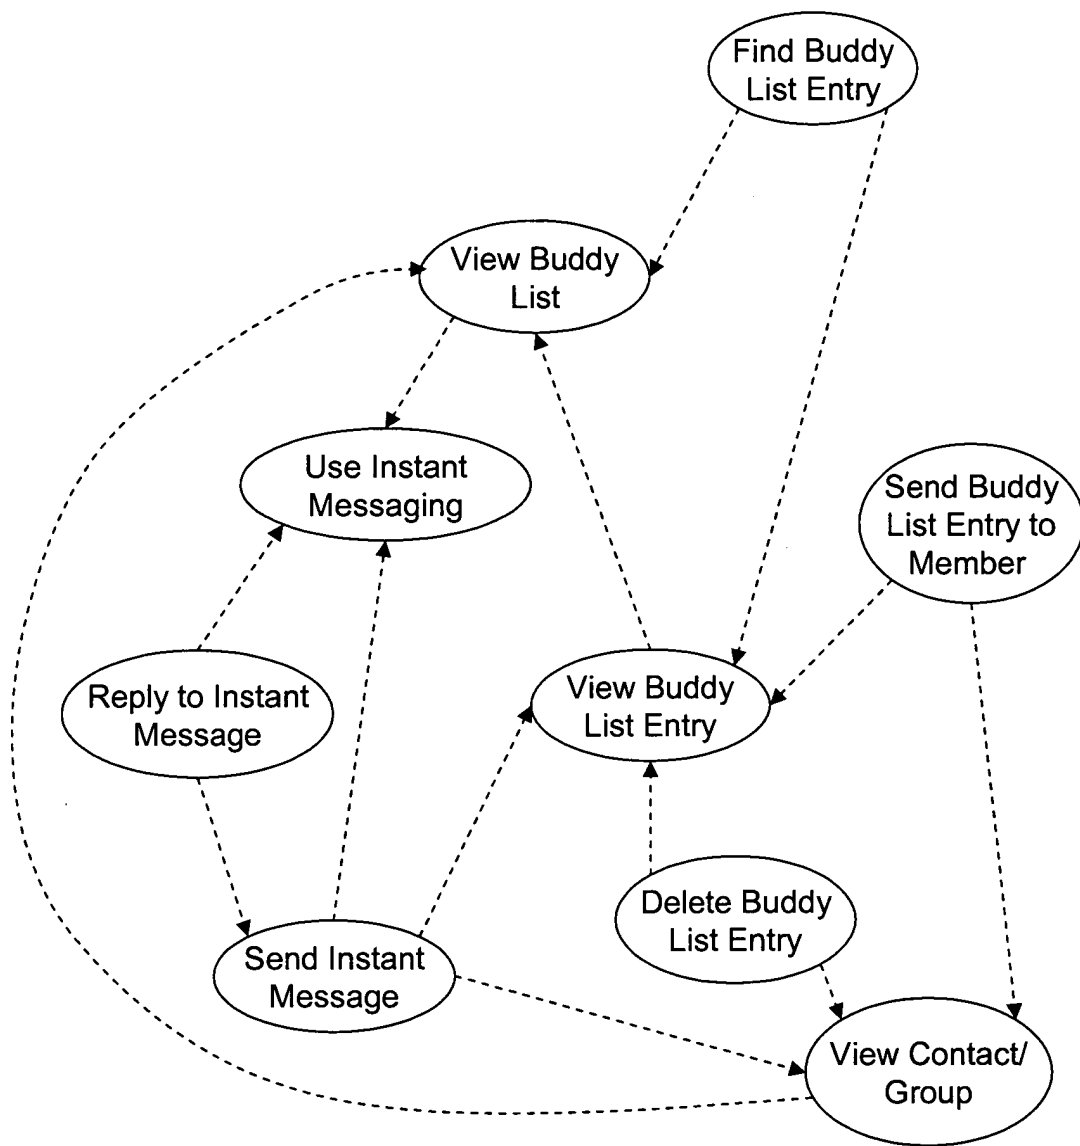 Find Buddy
List Entry
View Buddy
List
Use Instant
Messaging
Send Buddy
List Entry to
Member
Reply to Instant
Message
View Buddy
List Entry
Delete Buddy
List Entry
Send Instant
Message
View Contact/
Group